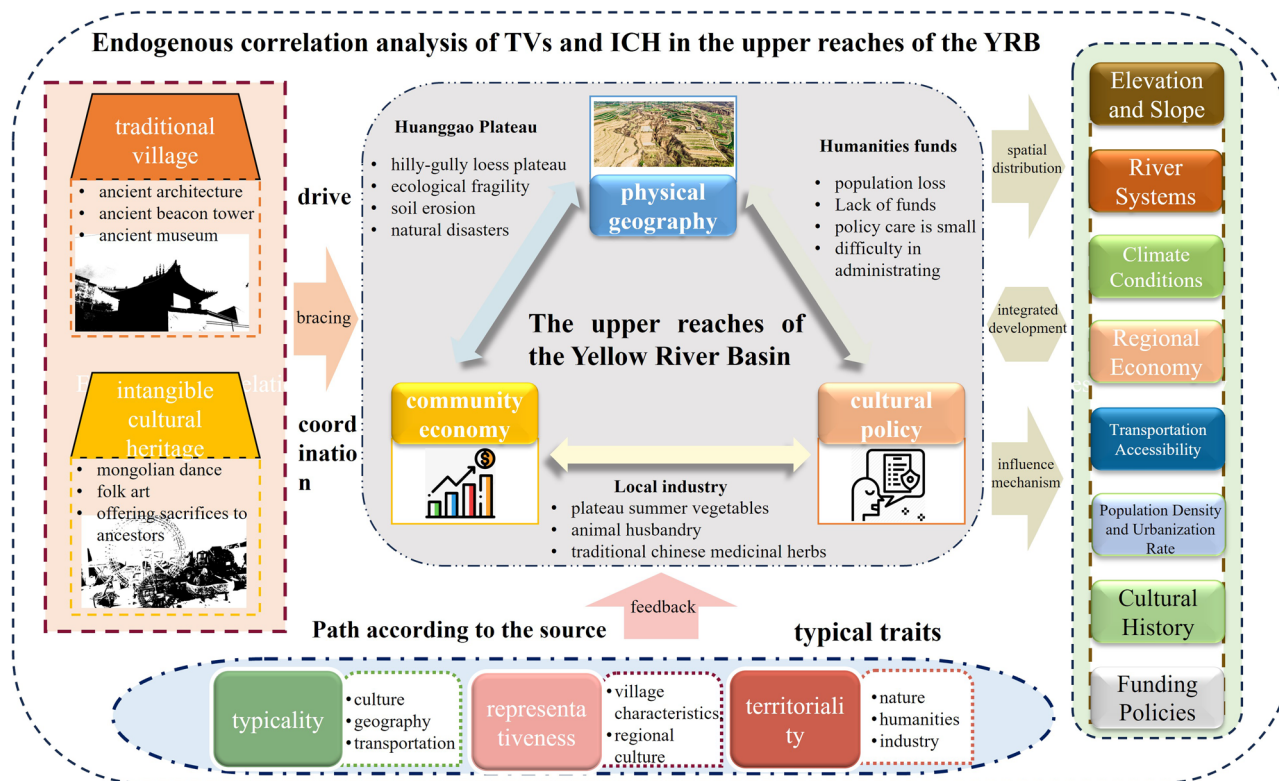 Endogenous correlation analysis of TVs and ICH in the upper reaches of the YRB
traditional
village
• ancient architecture
• ancient beacon tower
• ancient museum
intangible
cultural
heritage
• mongolian dance
• folk art
• offering sacrifices to
ancestors
drive
bracing
coord
inatio
n
Huanggao Plateau
• hilly-gully loess plateau
• ecological fragility
• soil erosion
• natural disasters
physical
geography
Humanities funds
• population loss
• Lack of funds
• policy care is small
• difficulty in
administrating
The upper reaches of
the Yellow River Basin
community
economy
cultural
policy
Local industry
• plateau summer vegetables
• animal husbandry
• traditional chinese medicinal herbs
spatial
distribution
integrated
development
influence
mechanism
Elevation
and Slope
River
Systems
Climate
Conditions
Regional
Economy
Transportation
Accessibility
Population Density
and Urbanization
Rate
Cultural
History
Funding
Policies
feedback
Path according to the source
typical traits
typicality
• culture
• geography
• transportation
representa
tiveness
• village
characteristics
• regional
culture
territoriali
ty
• nature
• humanities
• industry